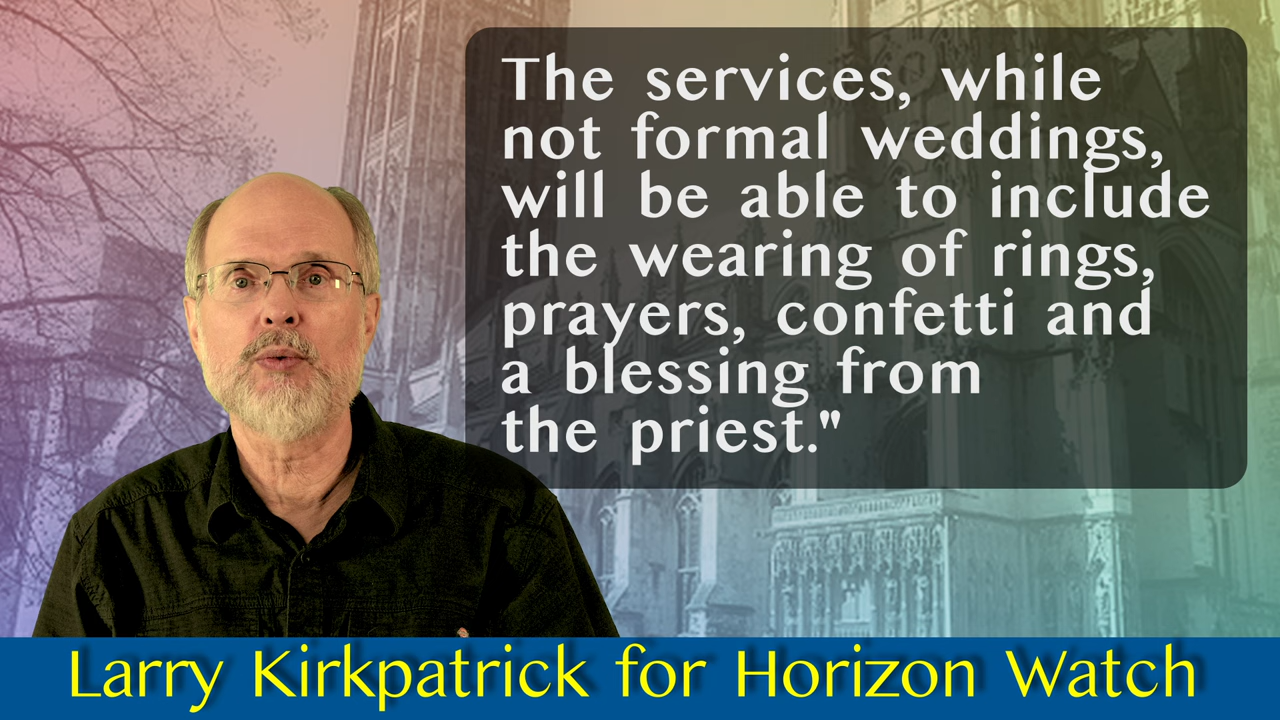 The services, while
not formal weddings,
will be able to include
the wearing of rings,
prayers, confetti and
a blessing from
the priest."
Larry Kirkpatrick for Horizon Watch